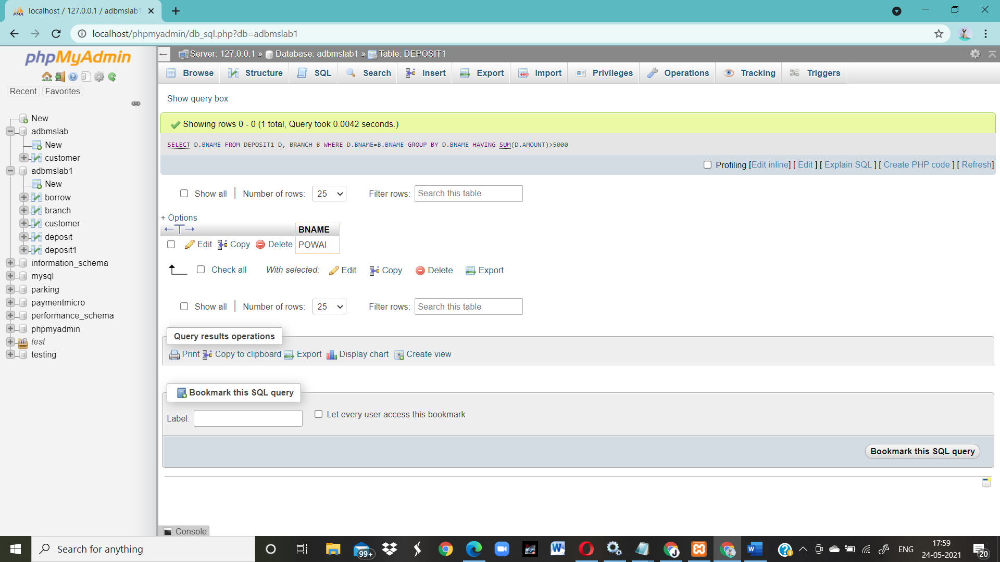 localhost / 127.0.0.1 / adbmslab1
localhost/phpmyadmin/db_sql.php?db=adbmslab1
phpMyAdmin
Recent Favorites
New
adbmslab
New
customer
adbmslab1
New
borrow
branch
customer
deposit
deposit1
information_schema
mysql
parking
paymentmicro
performance_schema
phpmyadmin
test
testing
Server: 127.0.0.1 » Database: adbmslab1 » Table: DEPOSIT1
Browse Structure SQL Search Insert Export Import Privileges Operations Tracking Triggers
Show query box
Showing rows 0 - 0 (1 total, Query took 0.0042 seconds.)
SELECT D.BNAME FROM DEPOSIT1 D, BRANCH B WHERE D.BNAME=B.BNAME GROUP BY D.BNAME HAVING SUM(D.AMOUNT)>5000
Profiling [Edit inline] [ Edit ] [ Explain SQL ] [ Create PHP code ] [ Refresh]
Show all Number of rows: 25 Filter rows: Search this table
+ Options
BNAME
Edit Copy Delete POWAI
Check all With selected: Edit Copy Delete Export
Show all Number of rows: 25 Filter rows: Search this table
Query results operations
Print Copy to clipboard Export Display chart Create view
Bookmark this SQL query
Label: Let every user access this bookmark
Bookmark this SQL query
Console
Search for anything
99+
ENG
17:59
24-05-2021
20